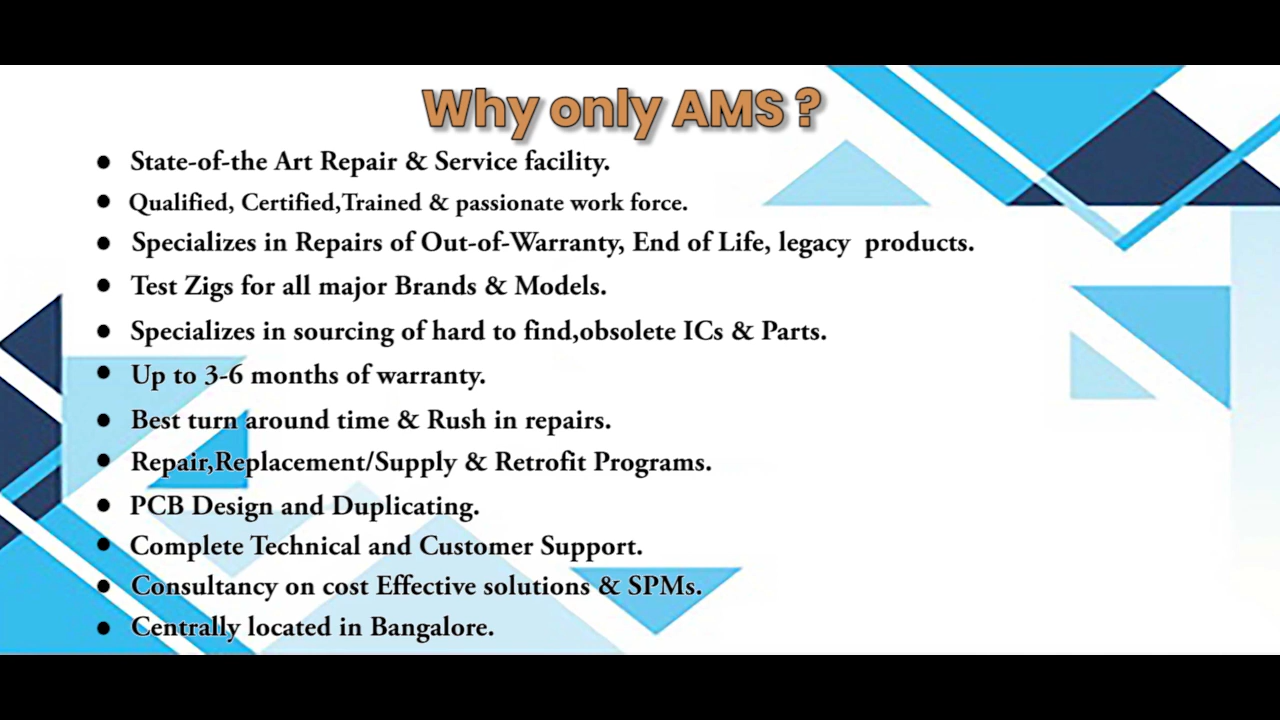 Why only AMS ?
• State-of-the Art Repair & Service facility.
• Qualified, Certified,Trained & passionate work force.
• Specializes in Repairs of Out-of-Warranty, End of Life, legacy  products.
• Test Zigs for all major Brands & Models.
• Specializes in sourcing of hard to find,obsolete ICs & Parts.
• Up to 3-6 months of warranty.
• Best turn around time & Rush in repairs.
• Repair,Replacement/Supply & Retrofit Programs.
• PCB Design and Duplicating.
• Complete Technical and Customer Support.
• Consultancy on cost Effective solutions & SPMs.
• Centrally located in Bangalore.